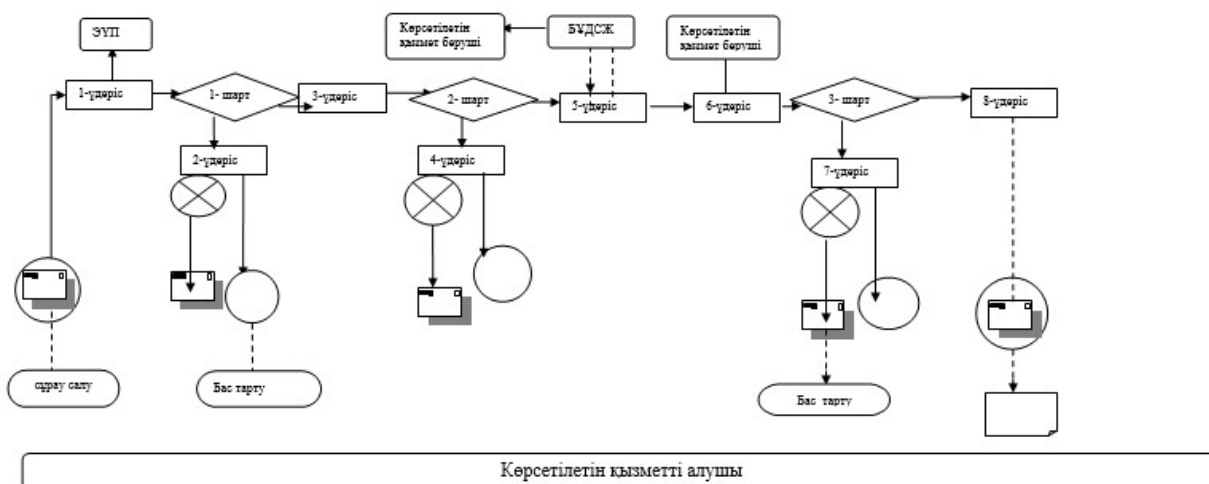 ЭҮП
Көрсетілетін
қызмет беруші
БҰДСЖ
Көрсетілетін
қызмет беруші
1-үдеріс
1- шарт
3-үдеріс
2- шарт
5-үдеріс
6-үдеріс
3- шарт
8-үдеріс
2-үдеріс
4-үдеріс
7-үдеріс
сұрау салу
Бас тарту
Бас тарту
Көрсетілетін қызметті алушы